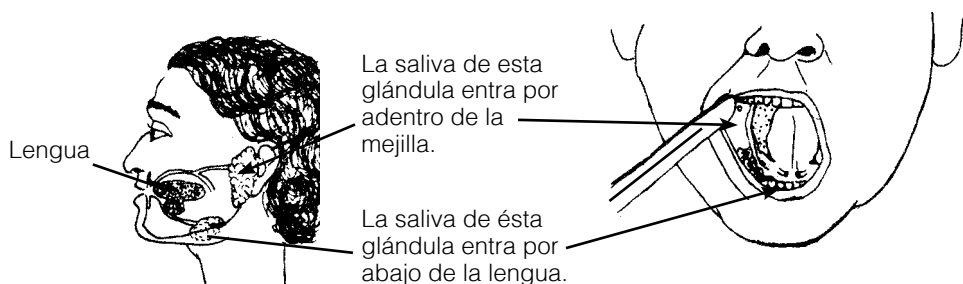 La saliva de esta
glándula entra por
adentro de la
mejilla.
Lengua
La saliva de ésta
glándula entra por
abajo de la lengua.